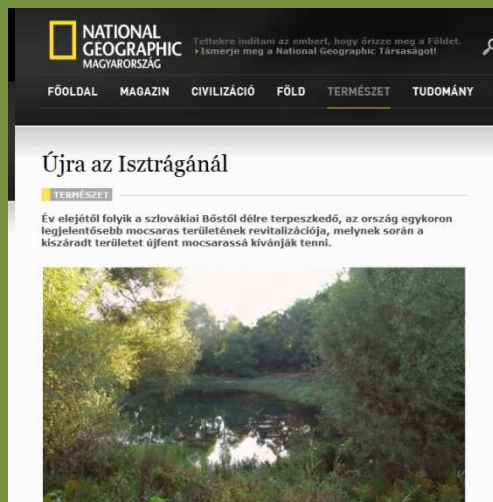 NATIONAL
GEOGRAPHIC
MAGYARORSZÁG
Tettekre indítani az embert, hogy őrizze meg a Földet.
› Ismerje meg a National Geographic Társaságot!
FŐOLDAL MAGAZIN CIVILIZÁCIÓ FÖLD TERMÉSZET TUDOMÁNY
Újra az Isztrágánál
TERMÉSZET
Év elejétől folyik a szlovákiai Bőstől délre terpeszkedő, az ország egykoron
legjelentősebb mocsaras területének revitalizációja, melynek során a
kiszáradt területet újfent mocsarassá kívánják tenni.